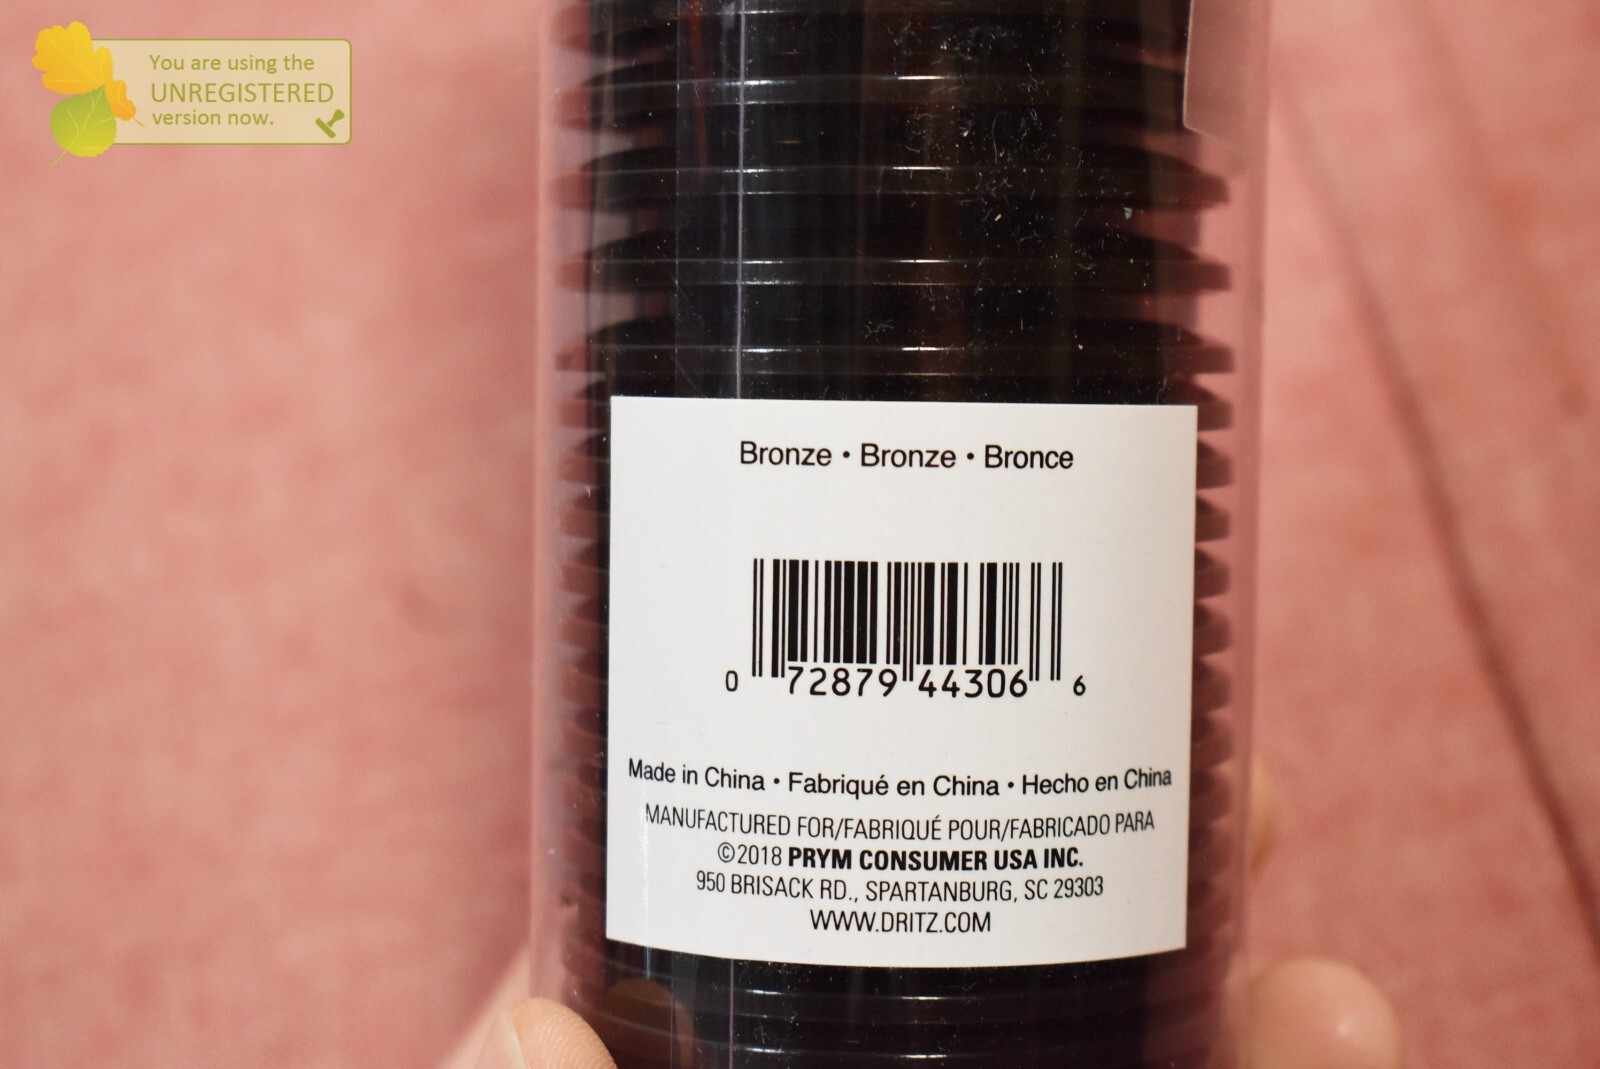 You are using the
UNREGISTERED
version now.
Bronze • Bronze • Bronce
0 72879 44306 6
Made in China • Fabriqué en China • Hecho en China
MANUFACTURED FOR/FABRIQUÉ POUR/FABRICADO PARA
©2018 PRYM CONSUMER USA INC.
950 BRISACK RD., SPARTANBURG, SC 29303
WWW.DRITZ.COM